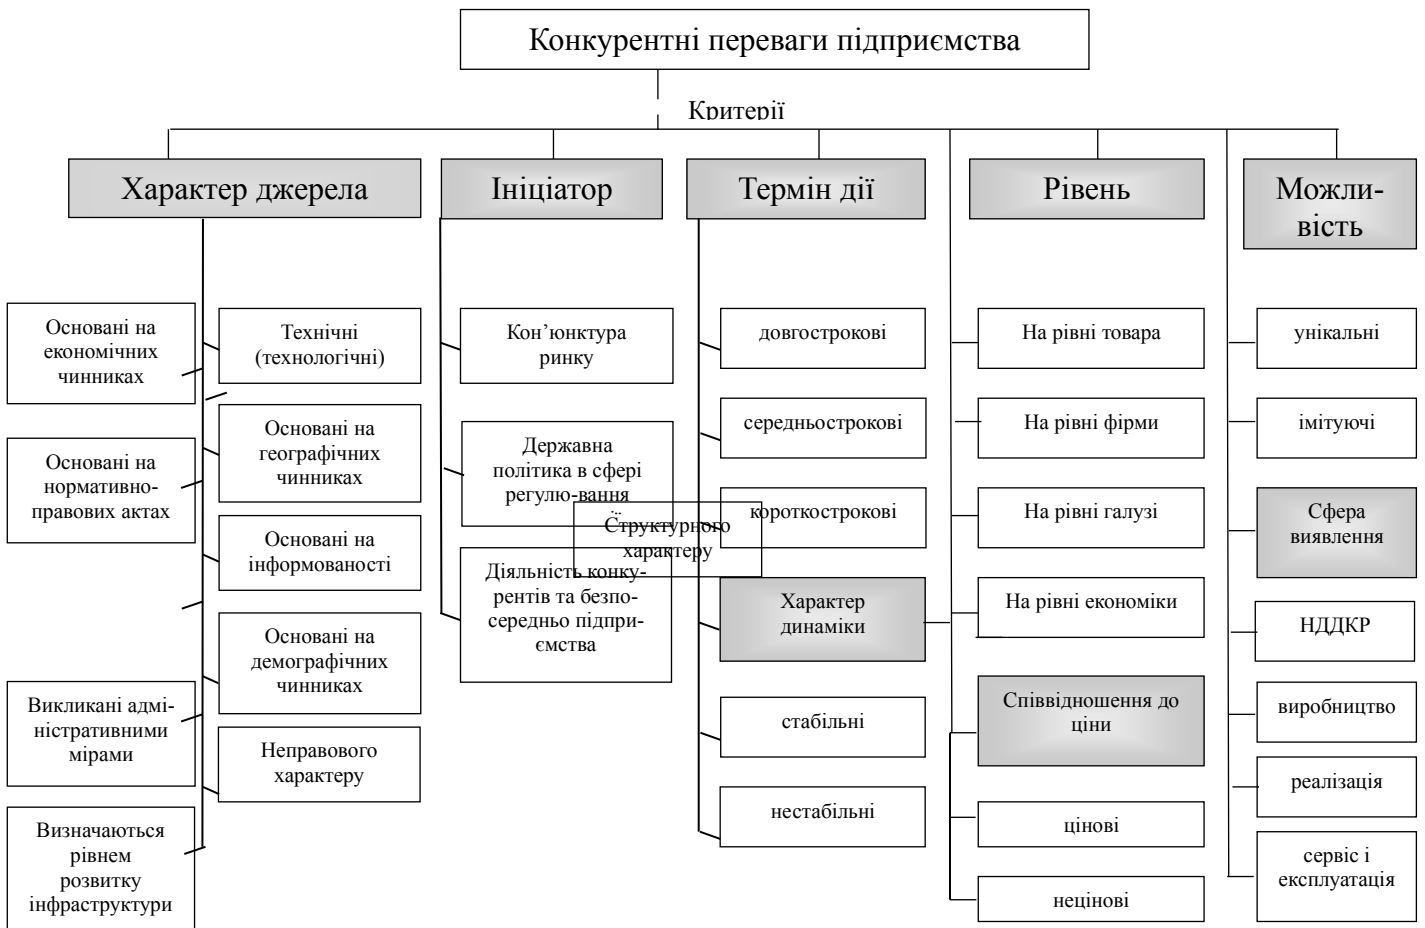 Конкурентні переваги підприємства
Критерії
Характер джерела
Ініціатор
Термін дії
Рівень
Можли-
вість
Основані на
економічних
чинниках
Основані на
нормативно-
правових актах
Викликані адмі-
ністративними
мірами
Визначаються
рівнем
розвитку
інфраструктури
Технічні
(технологічні)
Основані на
географічних
чинниках
Основані на
інформованості
Основані на
демографічних
чинниках
Неправового
характеру
Кон’юнктура
ринку
Державна
політика в сфері
регулю-вання
Структурного
характеру
Діяльність конку-
рентів та безпо-
середньо підпри-
ємства
довгострокові
середньострокові
короткострокові
Характер
динаміки
стабільні
нестабільні
На рівні товара
На рівні фірми
На рівні галузі
На рівні економіки
Співвідношення до
ціни
цінові
нецінові
унікальні
імітуючі
Сфера
виявлення
НДДКР
виробництво
реалізація
сервіс і
експлуатація